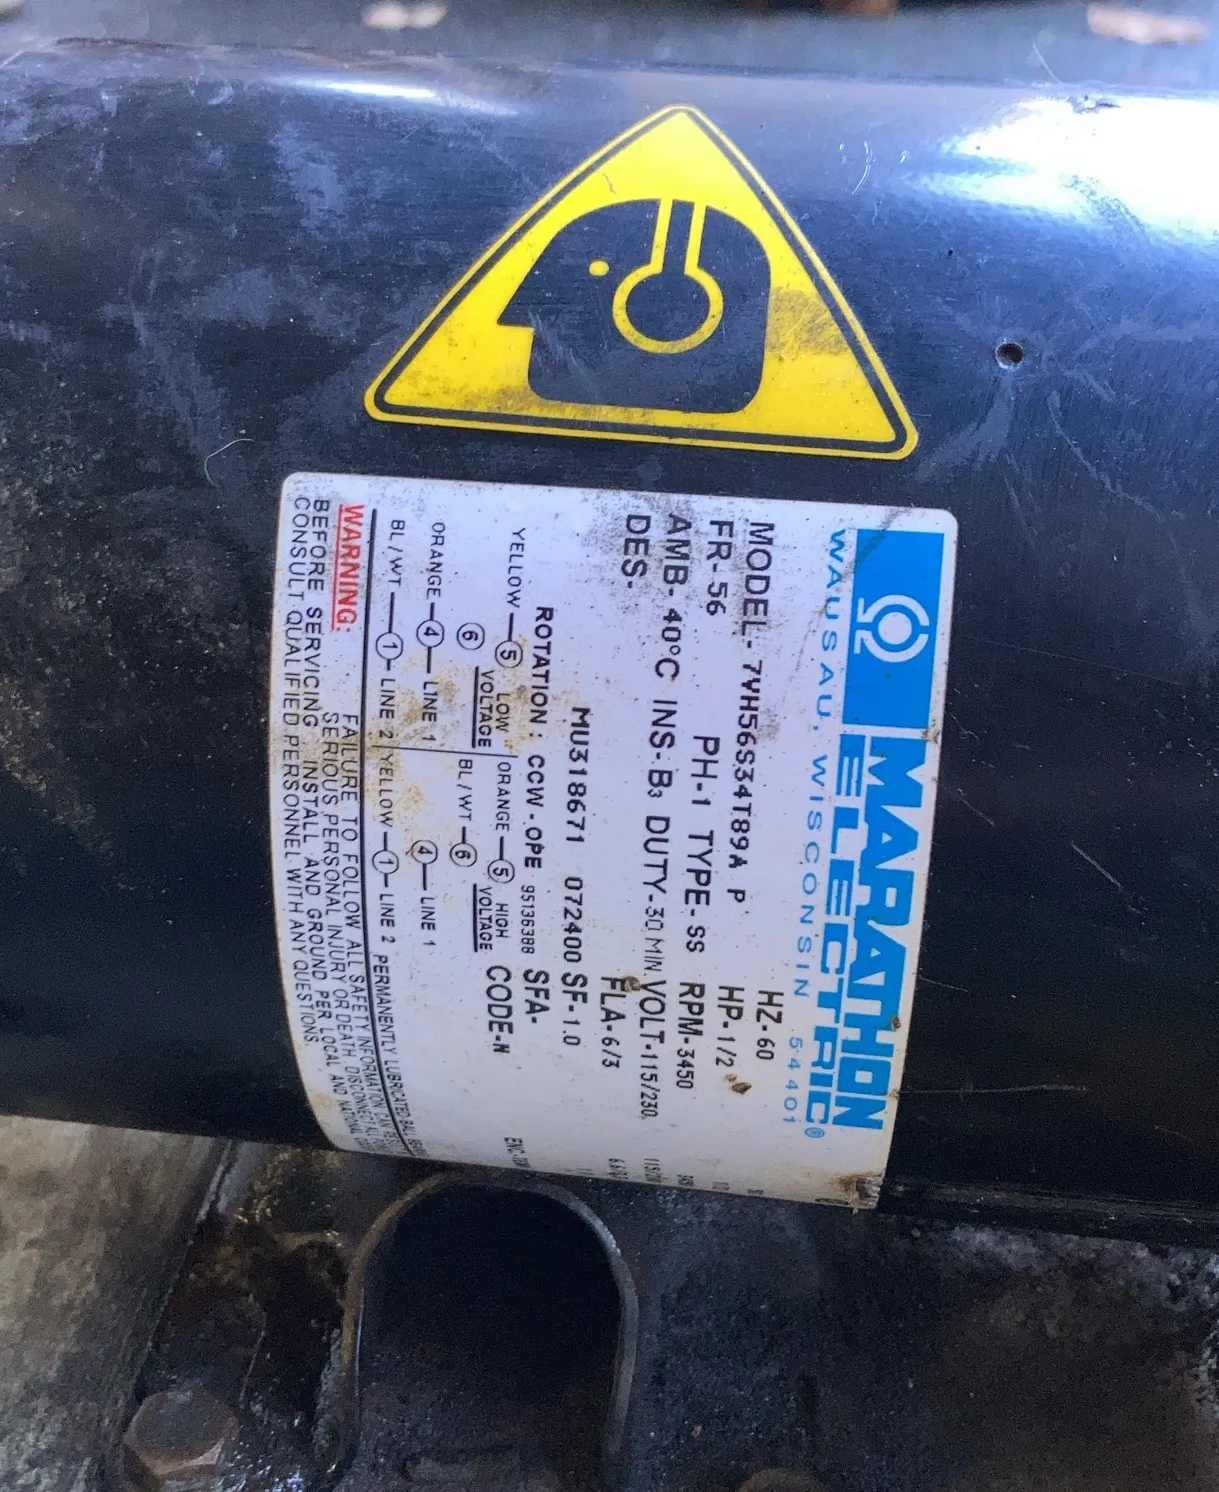 MARATHON
ELECTRIC®
WAUSAU, WISCONSIN 54401
MODEL- 7VH56S34T89A P HZ-60
FR-56 PH-1 TYPE-SS HP-1/2
AMB-40°C INS-B3 DUTY-30 MIN RPM-3450
DES- VOLT-115/230
FLA-6/3
MU318671 072400 SF-1.0
ROTATION: CCW-OPE 95136388 SFA-
CODE-N
YELLOW 5 LOW VOLTAGE ORANGE 5 HIGH VOLTAGE
6 BL/WT 6
ORANGE 4 LINE 1 4 LINE 1
BL/WT 1 LINE 2 YELLOW 1 LINE 2 PERMANENTLY LUBRICATED BALL
WARNING: FAILURE TO FOLLOW ALL SAFETY INFORMATION CAN
SERIOUS PERSONAL INJURY OR DEATH. DISCONNECT
BEFORE SERVICING INSTALL AND GROUND PER LOCAL AND NATIONAL
CONSULT QUALIFIED PERSONNEL WITH ANY QUESTIONS